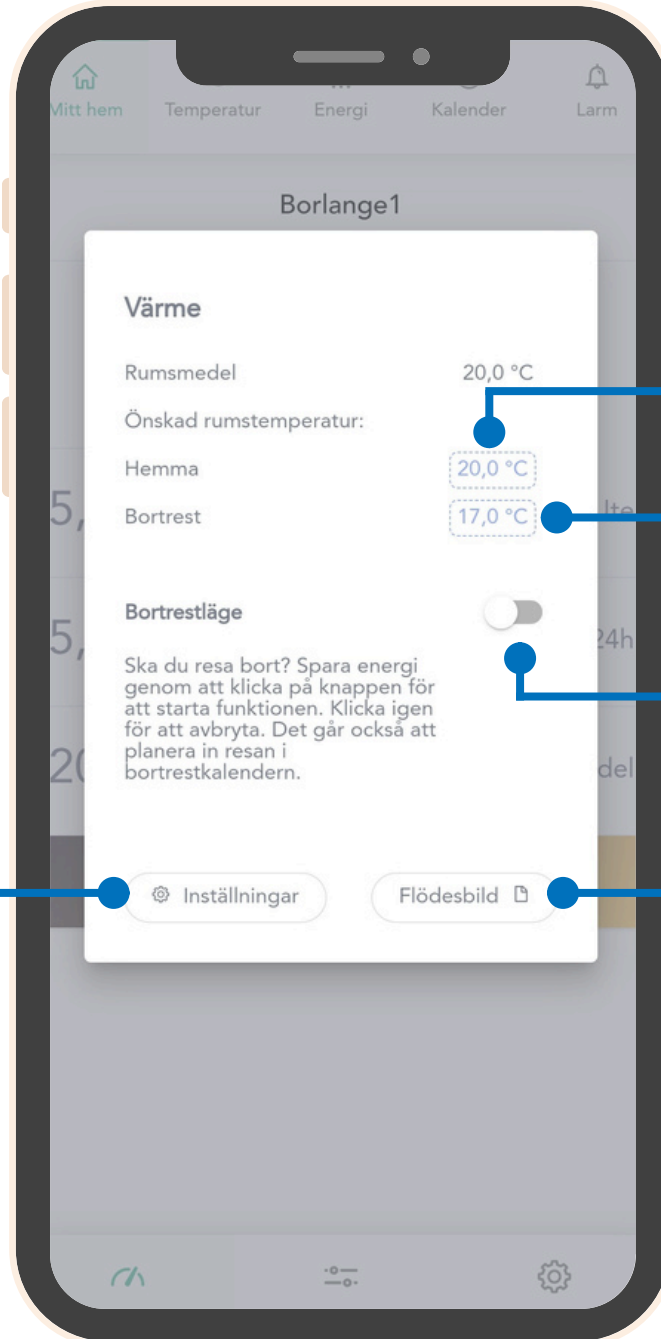 Mitt hem Temperatur Energi Kalender Larm
Borlange1
Värme
Rumsmedel 20,0 °C
Önskad rumstemperatur:
Hemma 20,0 °C
Bortrest 17,0 °C
Bortrestläge
Ska du resa bort? Spara energi
genom att klicka på knappen för
att starta funktionen. Klicka igen
för att avbryta. Det går också att
planera in resan i
bortrestkalendern.
Inställningar Flödesbild